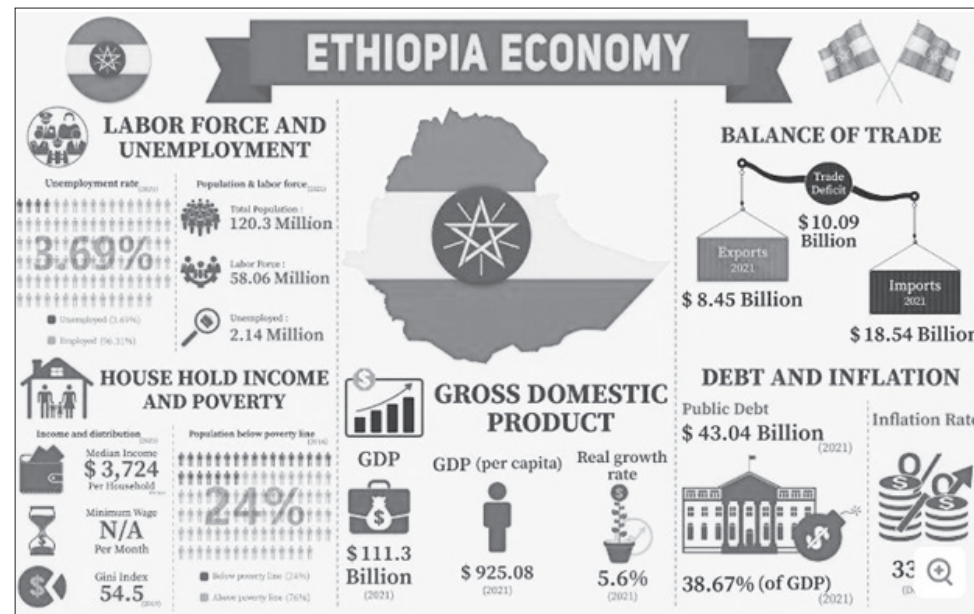 ETHIOPIA ECONOMY
LABOR FORCE AND
UNEMPLOYMENT
Unemployment rate
(2021)
3.69%
Unemployed (3.69%)
Employed (96.31%)
Population & labor force
(2021)
Total Population :
120.3 Million
Labor Force :
58.06 Million
Unemployed :
2.14 Million
BALANCE OF TRADE
Trade
Deficit
$ 10.09
Billion
Exports
2021
$ 8.45 Billion
Imports
2021
$ 18.54 Billion
HOUSE HOLD INCOME
AND POVERTY
Income and distribution
Median Income
$ 3,724
Per Household
Minimum Wage
N/A
Per Month
Gini Index
54.5
Population below poverty line
(2016)
24%
Below poverty line (24%)
Above poverty line (76%)
GROSS DOMESTIC
PRODUCT
GDP
$ 111.3
Billion
(2021)
GDP (per capita)
$ 925.08
(2021)
Real growth
rate
5.6%
(2021)
DEBT AND INFLATION
Public Debt
$ 43.04 Billion
(2021)
38.67% (of GDP)
(2021)
Inflation Rate
33